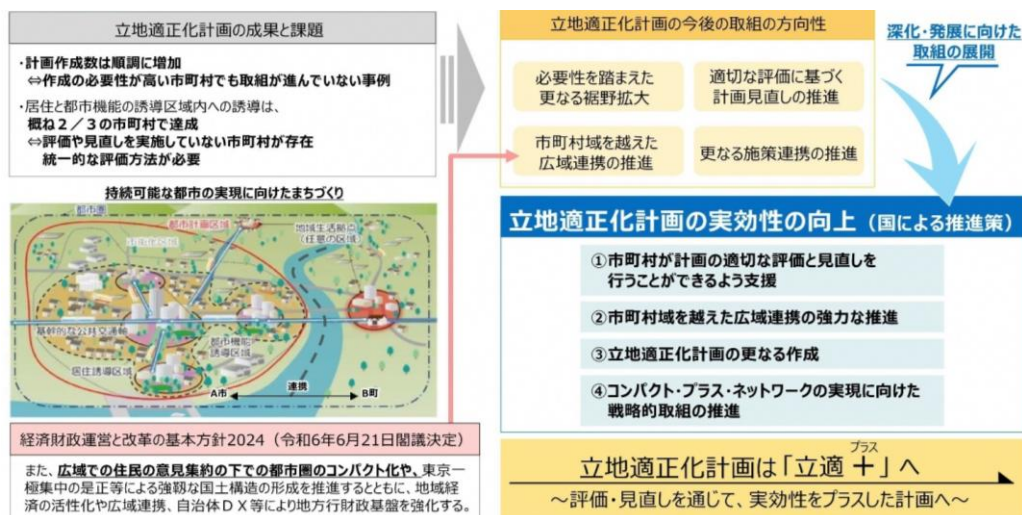 立地適正化計画の成果と課題
・計画作成数は順調に増加
⇔作成の必要性が高い市町村でも取組が進んでいない事例
・居住と都市機能の誘導区域内への誘導は、
概ね2／3の市町村で達成
⇔評価や見直しを実施していない市町村が存在
統一的な評価方法が必要
持続可能な都市の実現に向けたまちづくり
都市圏
都市計画区域
市街化区域
地域生活拠点
(任意の区域)
基幹的な公共交通軸
都市機能
誘導区域
居住誘導区域
A市
連携
B町
経済財政運営と改革の基本方針2024（令和6年6月21日閣議決定）
また、広域での住民の意見集約の下での都市圏のコンパクト化や、東京一
極集中の是正等による強靱な国土構造の形成を推進するとともに、地域経
済の活性化や広域連携、自治体ＤＸ等により地方行財政基盤を強化する。
立地適正化計画の今後の取組の方向性
必要性を踏まえた
更なる裾野拡大
適切な評価に基づく
計画見直しの推進
市町村域を越えた
広域連携の推進
更なる施策連携の推進
深化・発展に向けた
取組の展開
立地適正化計画の実効性の向上（国による推進策）
①市町村が計画の適切な評価と見直しを
行うことができるよう支援
②市町村域を越えた広域連携の強力な推進
③立地適正化計画の更なる作成
④コンパクト・プラス・ネットワークの実現に向けた
戦略的取組の推進
プラス
立地適正化計画は「立適＋」へ
～評価・見直しを通じて、実効性をプラスした計画へ～